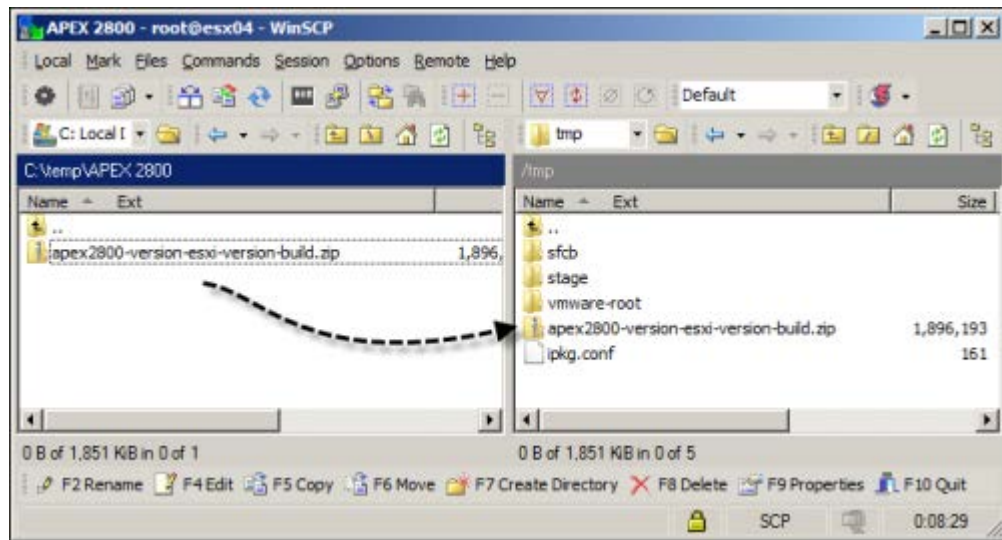 APEX 2800 - root@esx04 - WinSCP
Local Mark Files Commands Session Options Remote Help
Default
C: Local tmp
C:\temp\APEX 2800 /tmp
Name Ext Name Ext Size
.. ..
apex2800-version-esxi-version-build.zip 1,896, sfcb
stage
vmware-root
apex2800-version-esxi-version-build.zip 1,896,193
ipkg.conf 161
0 B of 1,851 KiB in 0 of 1 0 B of 1,851 KiB in 0 of 5
F2 Rename F4 Edit F5 Copy F6 Move F7 Create Directory F8 Delete F9 Properties F10 Quit
SCP 0:08:29